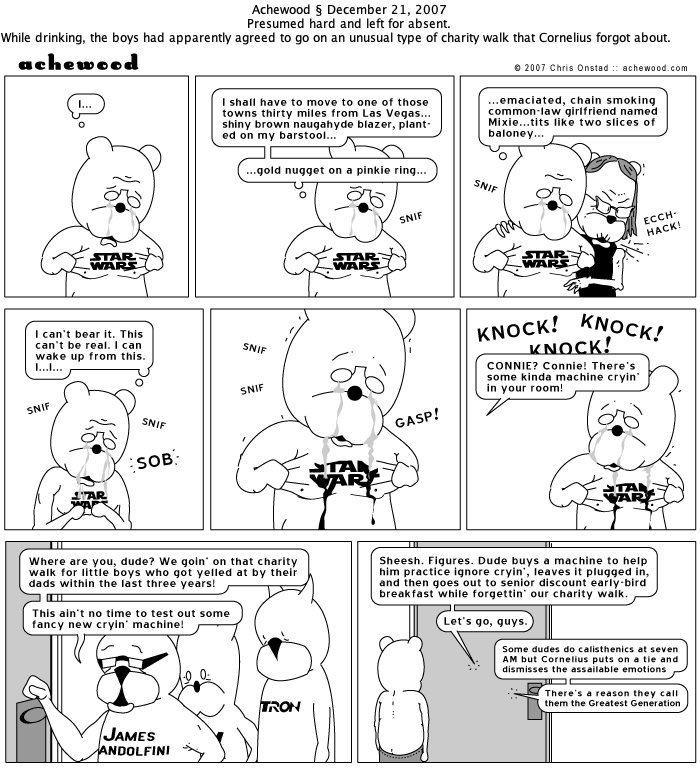 Achewood § December 21, 2007
Presumed hard and left for absent.
While drinking, the boys had apparently agreed to go on an unusual type of charity walk that Cornelius forgot about.
achewood
© 2007 Chris Onstad :: achewood.com
I...
I shall have to move to one of those
towns thirty miles from Las Vegas...
shiny brown naugahyde blazer, plant-
ed on my barstool...
...gold nugget on a pinkie ring...
SNIF
STAR
WARS
STAR
WARS
...emaciated, chain smoking
common-law girlfriend named
Mixie...tits like two slices of
baloney...
SNIF
ECCH-
HACK!
STAR
WARS
I can't bear it. This
can't be real. I can
wake up from this.
I...I...
SNIF
SNIF
SOB
STAR
WARS
SNIF
SNIF
GASP!
STAR
WARS
KNOCK!
KNOCK!
KNOCK!
CONNIE? Connie! There's
some kinda machine cryin'
in your room!
STAR
WARS
Where are you, dude? We goin' on that charity
walk for little boys who got yelled at by their
dads within the last three years!
This ain't no time to test out some
fancy new cryin' machine!
JAMES
ANDOLFINI
TRON
Sheesh. Figures. Dude buys a machine to help
him practice ignore cryin', leaves it plugged in,
and then goes out to senior discount early-bird
breakfast while forgettin' our charity walk.
Let's go, guys.
Some dudes do calisthenics at seven
AM but Cornelius puts on a tie and
dismisses the assailable emotions
There's a reason they call
them the Greatest Generation